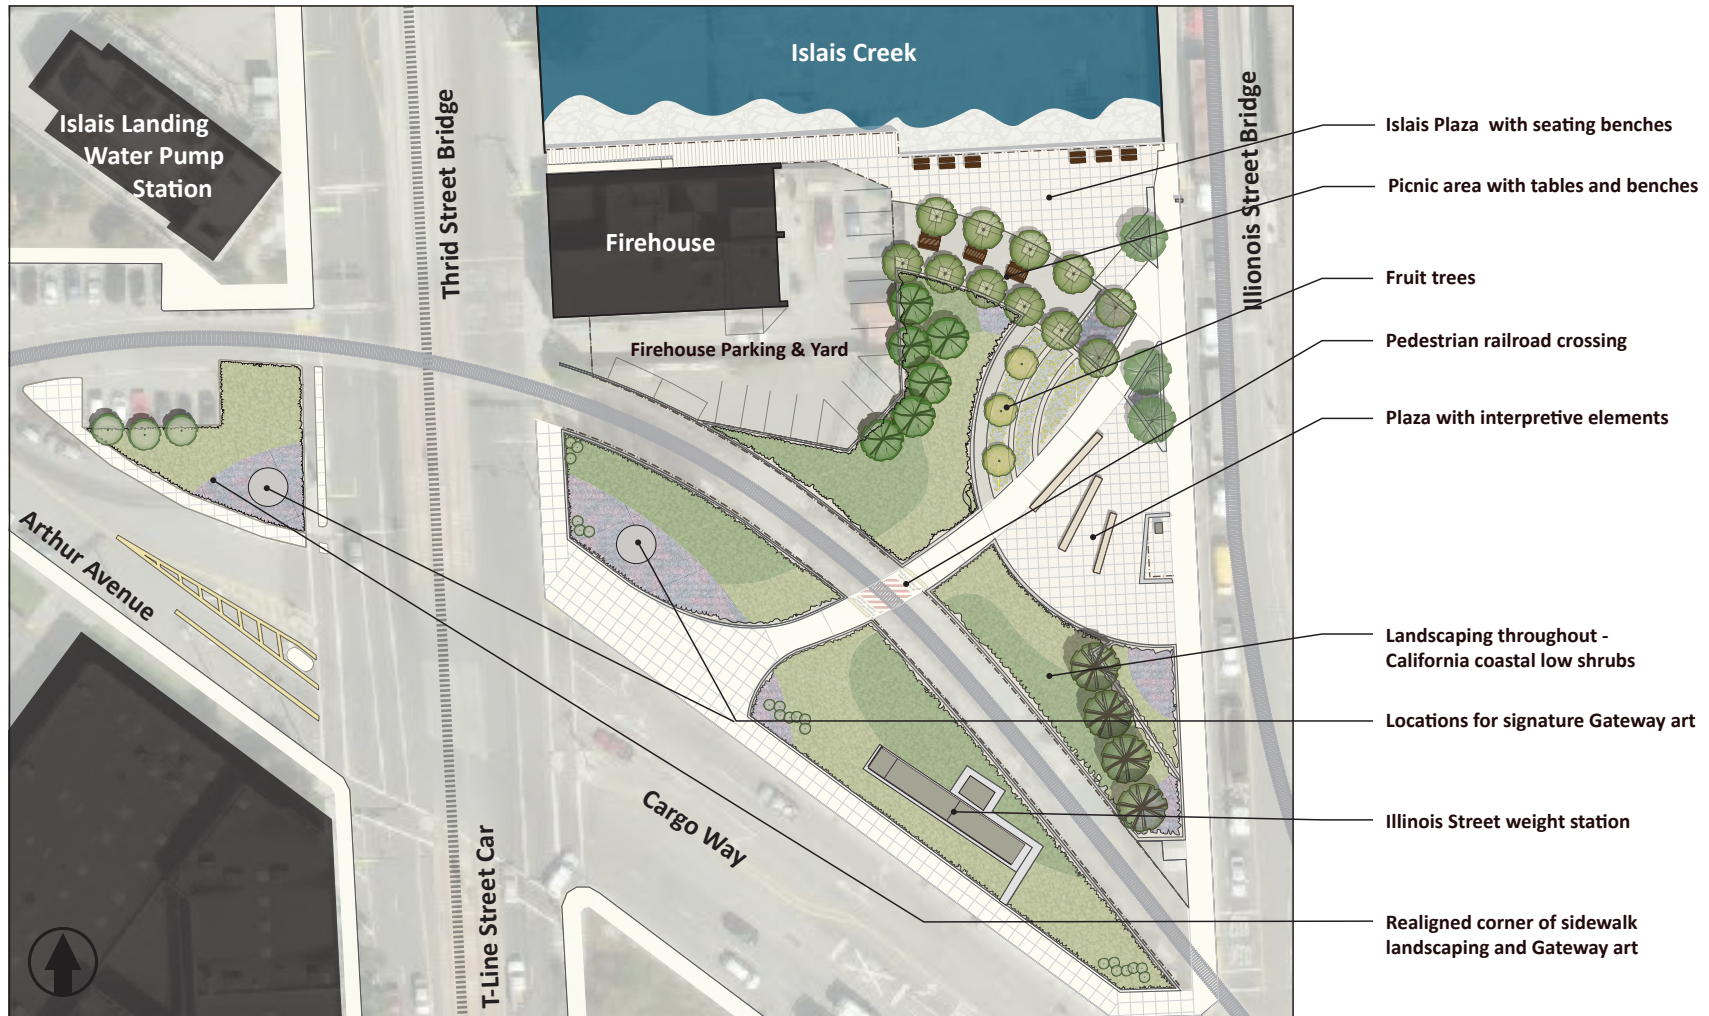 Islais Creek
Islais Landing
Water Pump
Station
Thrid Street Bridge
Illionois Street Bridge
Firehouse
Firehouse Parking & Yard
Arthur Avenue
Cargo Way
T-Line Street Car
Islais Plaza with seating benches
Picnic area with tables and benches
Fruit trees
Pedestrian railroad crossing
Plaza with interpretive elements
Landscaping throughout -
California coastal low shrubs
Locations for signature Gateway art
Illinois Street weight station
Realigned corner of sidewalk
landscaping and Gateway art